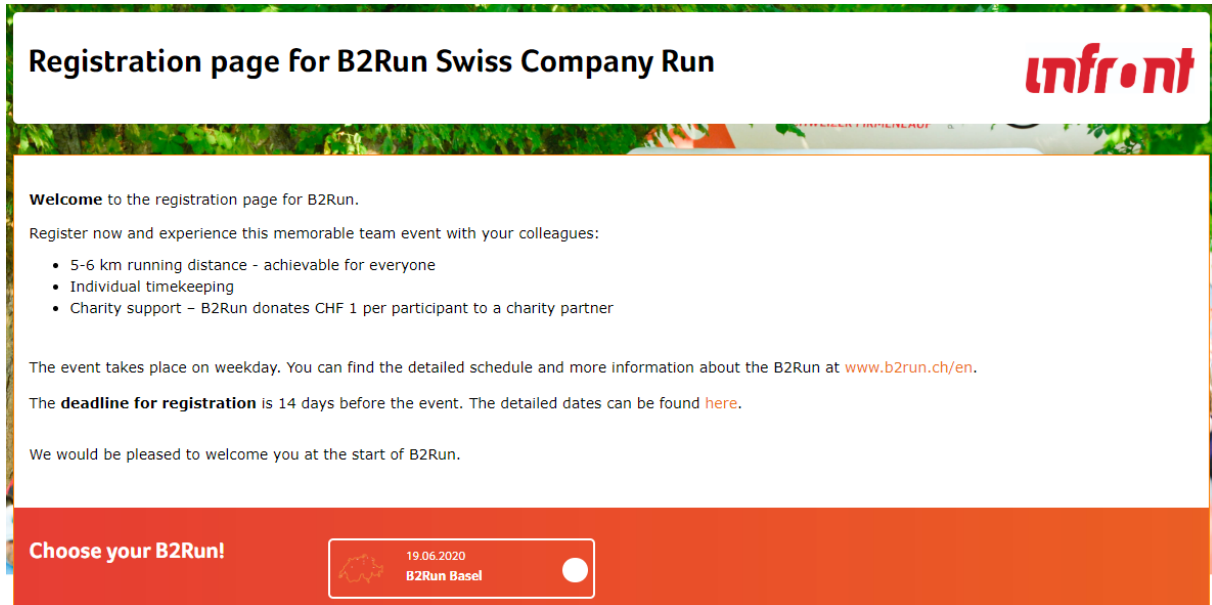 Registration page for B2Run Swiss Company Run
infront
Welcome to the registration page for B2Run.
Register now and experience this memorable team event with your colleagues:
• 5-6 km running distance - achievable for everyone
• Individual timekeeping
• Charity support – B2Run donates CHF 1 per participant to a charity partner
The event takes place on weekday. You can find the detailed schedule and more information about the B2Run at www.b2run.ch/en.
The deadline for registration is 14 days before the event. The detailed dates can be found here.
We would be pleased to welcome you at the start of B2Run.
Choose your B2Run!
19.06.2020
B2Run Basel